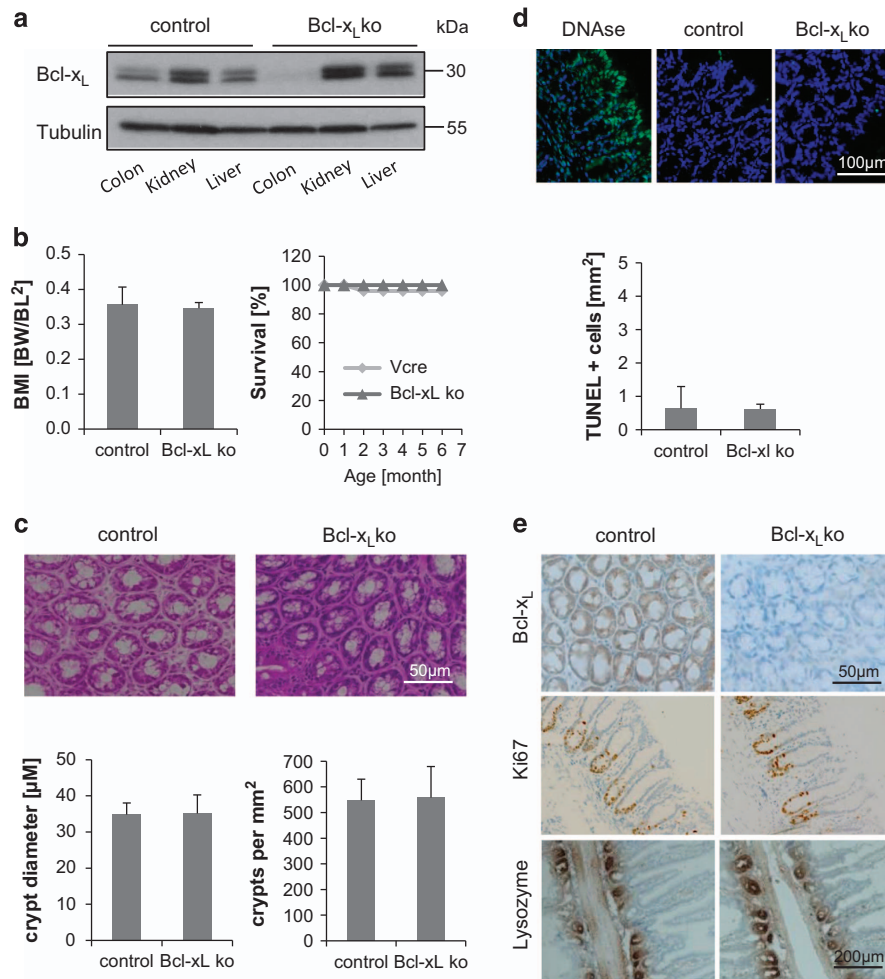 a
control
Bcl-xLko
kDa
Bcl-xL
30
Tubulin
55
Colon
Kidney
Liver
Colon
Kidney
Liver
b
BMI [BW/BL²]
0.5
0.4
0.3
0.2
0.1
0.0
control
Bcl-xL ko
Survival [%]
120
100
80
60
40
20
0
Vcre
Bcl-xL ko
0 1 2 3 4 5 6 7
Age [month]
c
control
Bcl-xLko
50µm
crypt diameter [µM]
50
40
30
20
10
0
control Bcl-xL ko
crypts per mm²
700
600
500
400
300
200
100
0
control Bcl-xL ko
d
DNAse
control
Bcl-xLko
100µm
TUNEL + cells [mm²]
5
4
3
2
1
0
control
Bcl-xl ko
e
control
Bcl-xLko
Bcl-xL
50µm
Ki67
Lysozyme
200µm